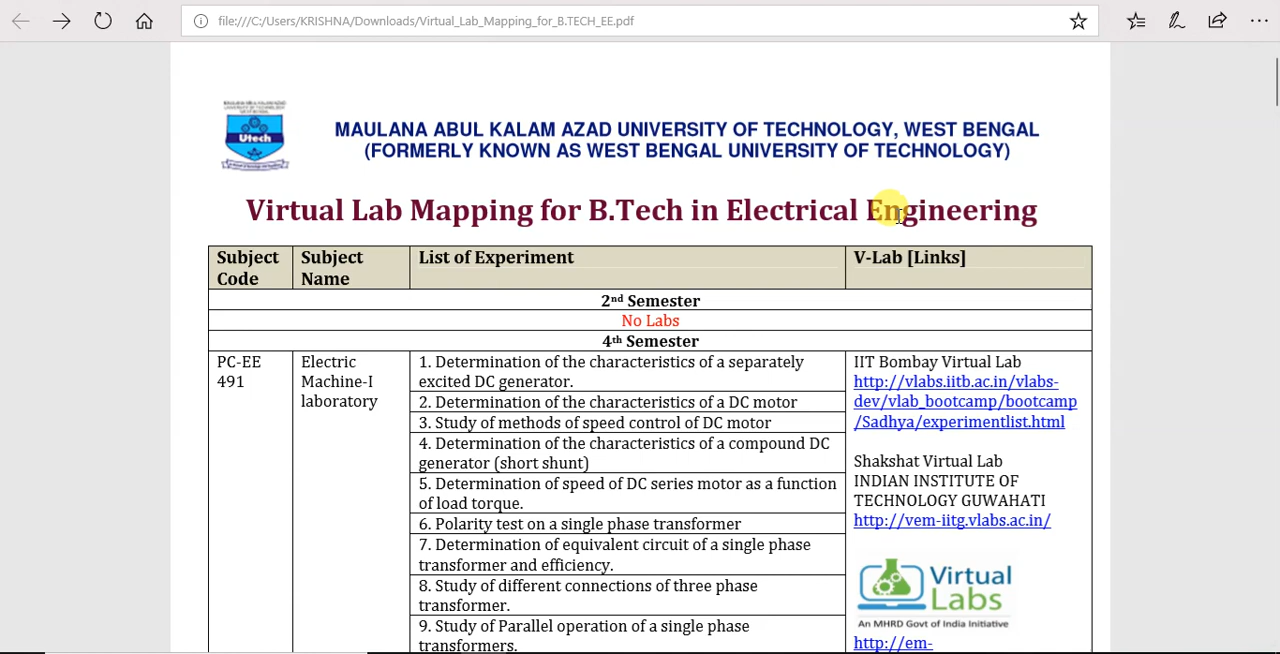 file:///C:/Users/KRISHNA/Downloads/Virtual_Lab_Mapping_for_B.TECH_EE.pdf
MAULANA ABUL KALAM AZAD
Utech
MAULANA ABUL KALAM AZAD UNIVERSITY OF TECHNOLOGY, WEST BENGAL
(FORMERLY KNOWN AS WEST BENGAL UNIVERSITY OF TECHNOLOGY)
Virtual Lab Mapping for B.Tech in Electrical Engineering
Subject Code
Subject Name
List of Experiment
V-Lab [Links]
2nd Semester
No Labs
4th Semester
PC-EE
491
Electric
Machine-I
laboratory
1. Determination of the characteristics of a separately
excited DC generator.
2. Determination of the characteristics of a DC motor
3. Study of methods of speed control of DC motor
4. Determination of the characteristics of a compound DC
generator (short shunt)
5. Determination of speed of DC series motor as a function
of load torque.
6. Polarity test on a single phase transformer
7. Determination of equivalent circuit of a single phase
transformer and efficiency.
8. Study of different connections of three phase
transformer.
9. Study of Parallel operation of a single phase
transformers.
IIT Bombay Virtual Lab
http://vlabs.iitb.ac.in/vlabs-
dev/vlab_bootcamp/bootcamp
/Sadhya/experimentlist.html
Shakshat Virtual Lab
INDIAN INSTITUTE OF
TECHNOLOGY GUWAHATI
http://vem-iitg.vlabs.ac.in/
Virtual
Labs
An MHRD Govt of India Initiative
http://em-